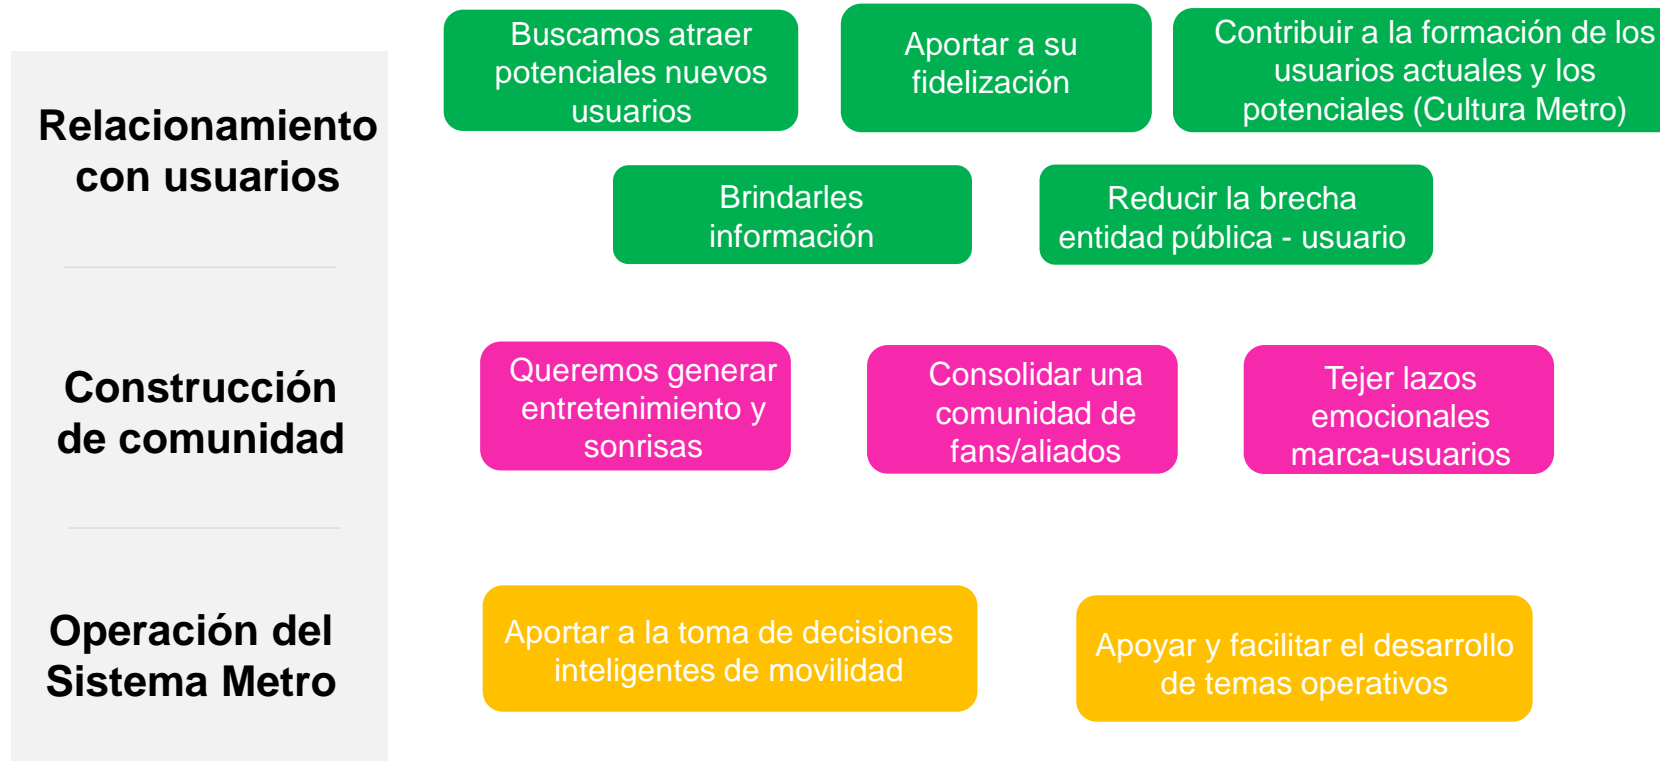 Relacionamiento
con usuarios
Buscamos atraer
potenciales nuevos
usuarios
Aportar a su
fidelización
Contribuir a la formación de los
usuarios actuales y los
potenciales (Cultura Metro)
Brindarles
información
Reducir la brecha
entidad pública - usuario
Construcción
de comunidad
Queremos generar
entretenimiento y
sonrisas
Consolidar una
comunidad de
fans/aliados
Tejer lazos
emocionales
marca-usuarios
Operación del
Sistema Metro
Aportar a la toma de decisiones
inteligentes de movilidad
Apoyar y facilitar el desarrollo
de temas operativos